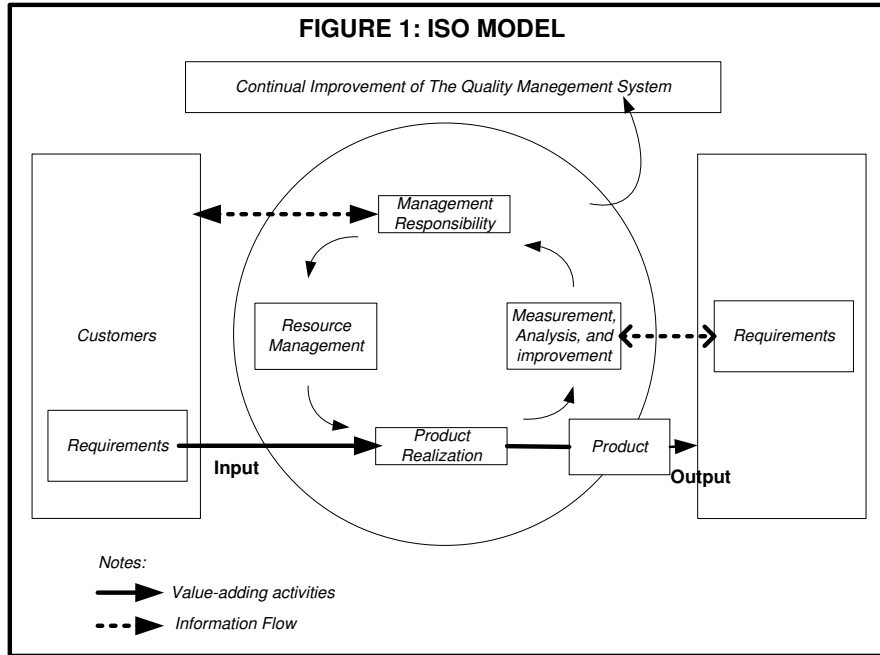 FIGURE 1: ISO MODEL
Continual Improvement of The Quality Manegement System
Management
Responsibility
Customers
Resource
Management
Measurement,
Analysis, and
improvement
Requirements
Requirements
Input
Product
Realization
Product
Output
Notes:
Value-adding activities
Information Flow